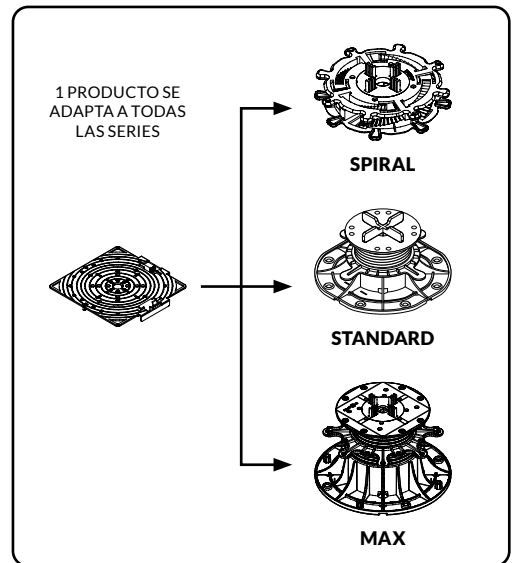 1 PRODUCTO SE
ADAPTA A TODAS
LAS SERIES
SPIRAL
STANDARD
MAX